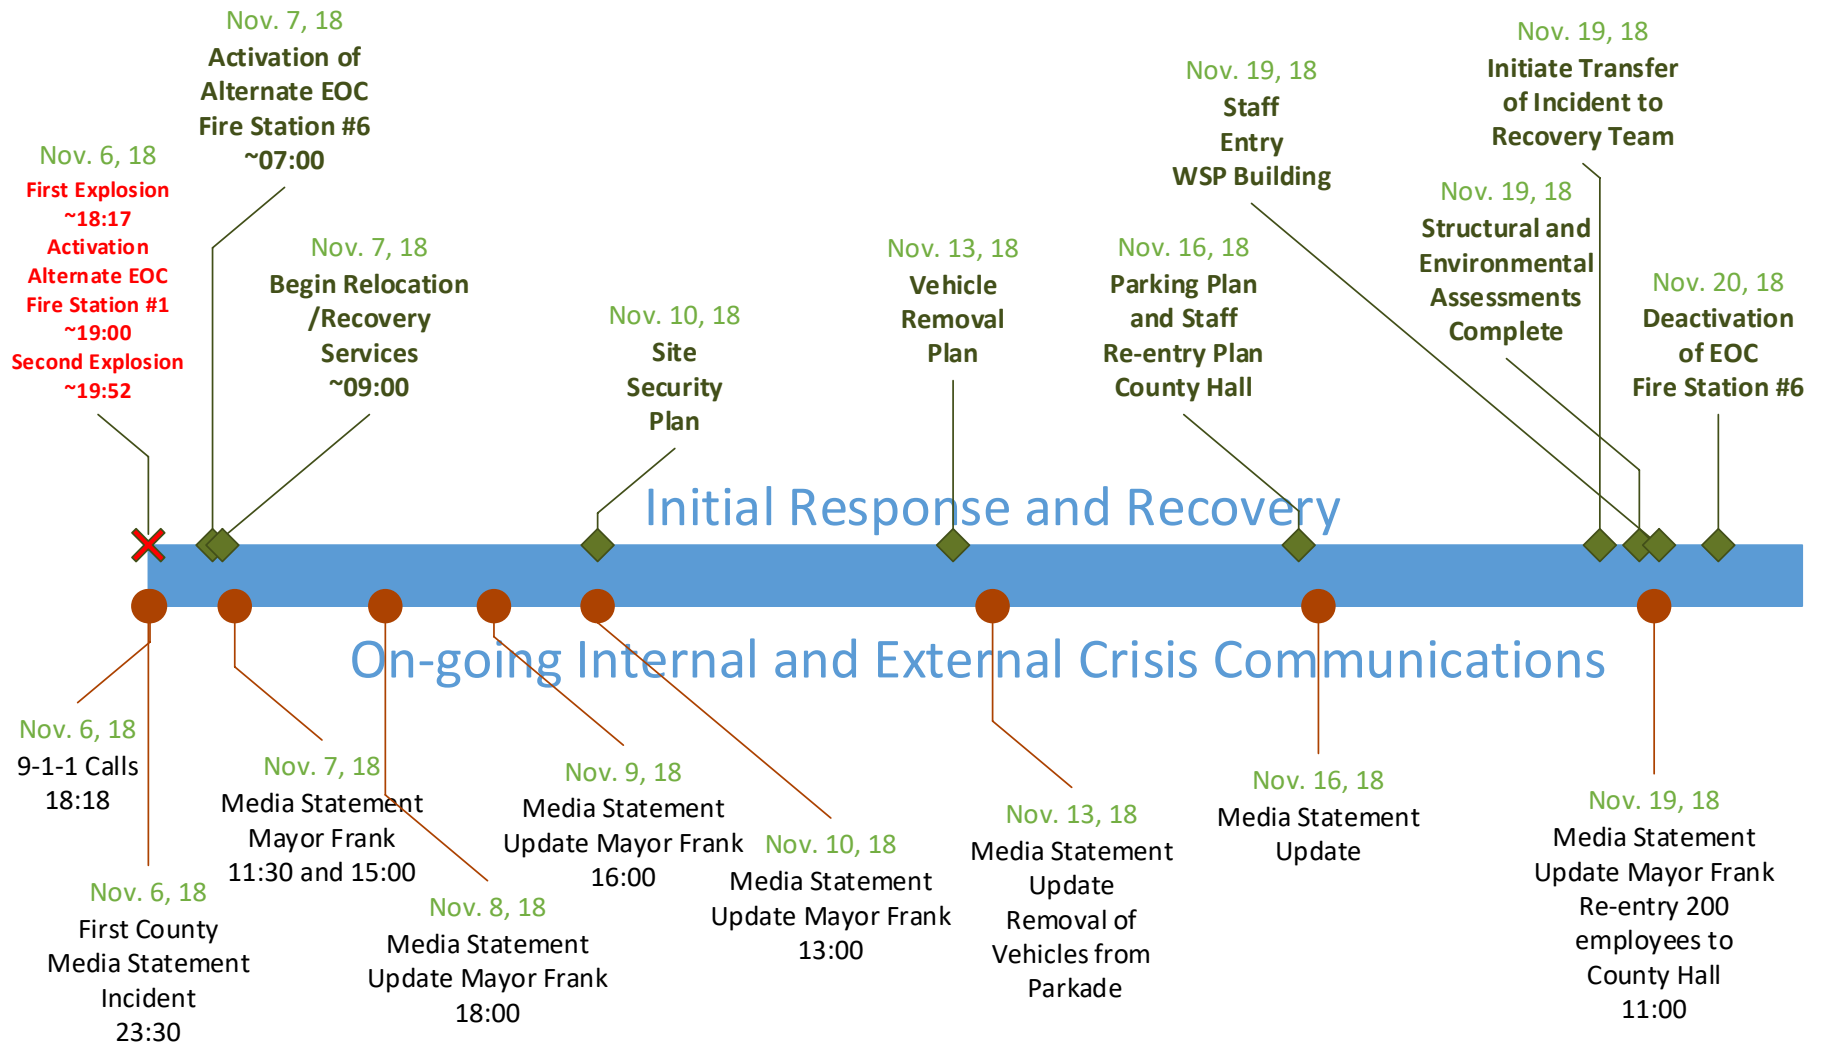 Nov. 6, 18
First Explosion
~18:17
Activation
Alternate EOC
Fire Station #1
~19:00
Second Explosion
~19:52
Nov. 7, 18
Activation of
Alternate EOC
Fire Station #6
~07:00
Nov. 7, 18
Begin Relocation
/Recovery
Services
~09:00
Nov. 10, 18
Site
Security
Plan
Nov. 13, 18
Vehicle
Removal
Plan
Nov. 16, 18
Parking Plan
and Staff
Re-entry Plan
County Hall
Nov. 19, 18
Staff
Entry
WSP Building
Nov. 19, 18
Initiate Transfer
of Incident to
Recovery Team
Nov. 19, 18
Structural and
Environmental
Assessments
Complete
Nov. 20, 18
Deactivation
of EOC
Fire Station #6
Initial Response and Recovery
On-going Internal and External Crisis Communications
Nov. 6, 18
9-1-1 Calls
18:18
Nov. 6, 18
First County
Media Statement
Incident
23:30
Nov. 7, 18
Media Statement
Mayor Frank
11:30 and 15:00
Nov. 8, 18
Media Statement
Update Mayor Frank
18:00
Nov. 9, 18
Media Statement
Update Mayor Frank
16:00
Nov. 10, 18
Media Statement
Update Mayor Frank
13:00
Nov. 13, 18
Media Statement
Update
Removal of
Vehicles from
Parkade
Nov. 16, 18
Media Statement
Update
Nov. 19, 18
Media Statement
Update Mayor Frank
Re-entry 200
employees to
County Hall
11:00